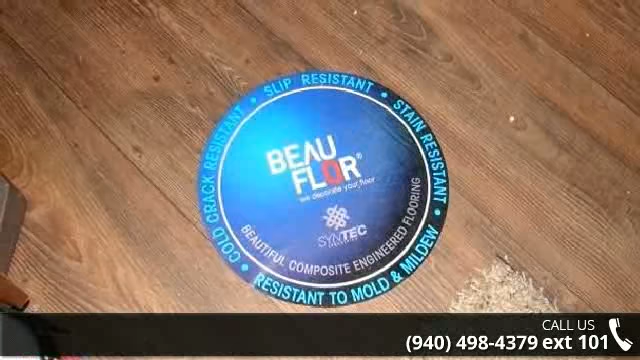 COLD CRACK RESISTANT • SLIP RESISTANT • STAIN RESISTANT •
BEAU
FLOR®
we decorate your floor
SYNTEC
BEAUTIFUL COMPOSITE ENGINEERED FLOORING
RESISTANT TO MOLD & MILDEW •
CALL US
(940) 498-4379 ext 101